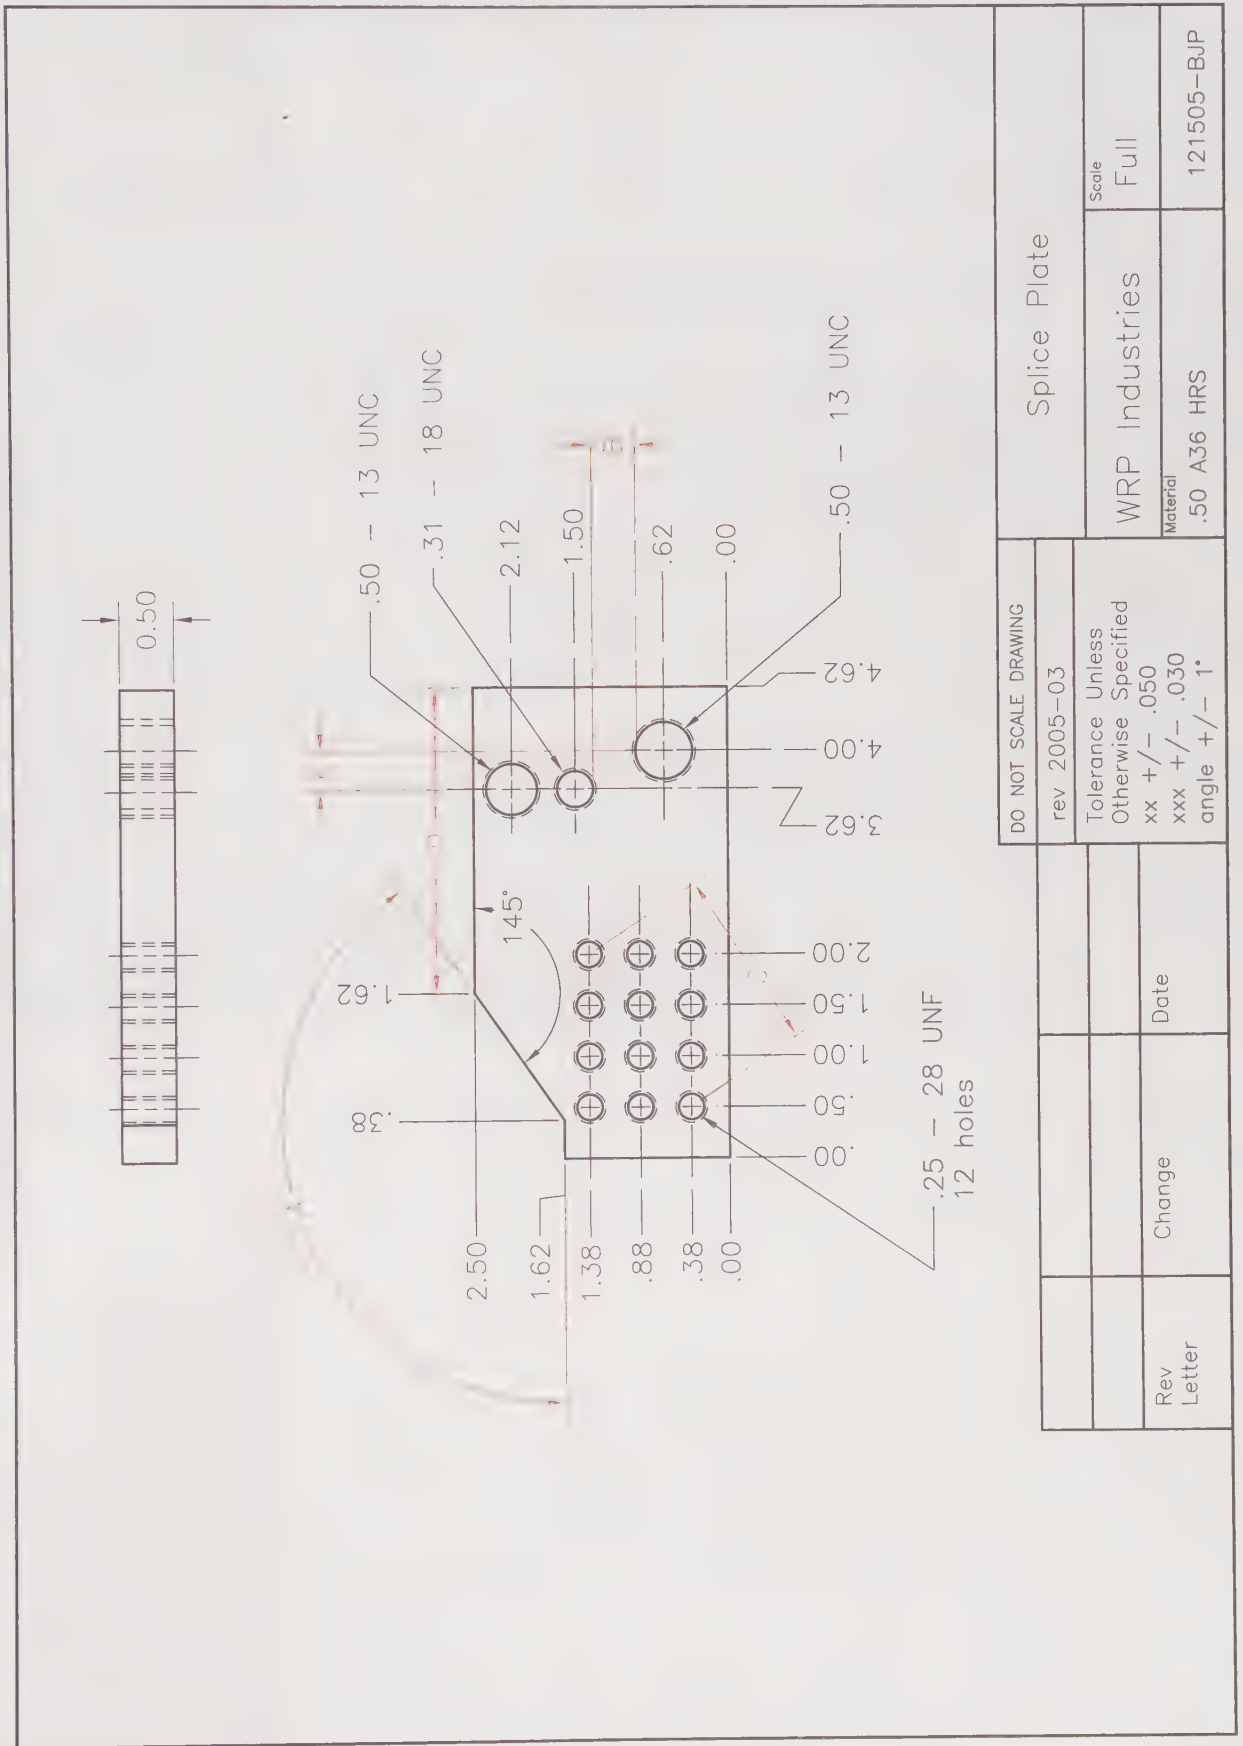 0.50
.50 - 13 UNC
.31 - 18 UNC
2.12
1.50
.62
.00
.50 - 13 UNC
4.62
4.00
3.62
145°
1.62
.38
2.50
1.62
1.38
.88
.38
.00
2.00
1.50
1.00
.50
.00
.25 - 28 UNF
12 holes
Rev
Letter
Change
Date
DO NOT SCALE DRAWING
rev 2005-03
Tolerance Unless
Otherwise Specified
xx +/- .050
xxx +/- .030
angle +/- 1°
Splice Plate
WRP Industries
Scale
Full
Material
.50 A36 HRS
121505-BJP